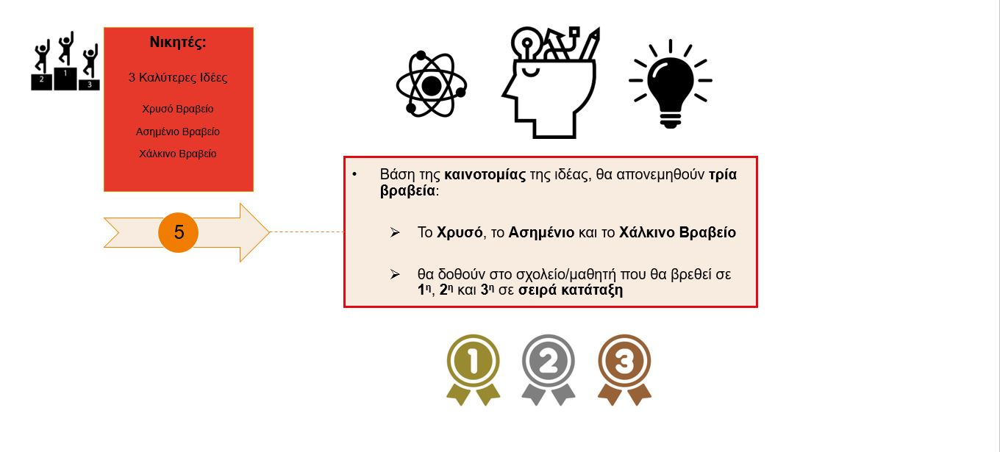 Νικητές:
3 Καλύτερες Ιδέες
Χρυσό Βραβείο
Ασημένιο Βραβείο
Χάλκινο Βραβείο
2 1 3
5
• Βάση της καινοτομίας της ιδέας, θα απονεμηθούν τρία
βραβεία:
➢ Το Χρυσό, το Ασημένιο και το Χάλκινο Βραβείο
➢ θα δοθούν στο σχολείο/μαθητή που θα βρεθεί σε
1η, 2η και 3η σε σειρά κατάταξη
1 2 3